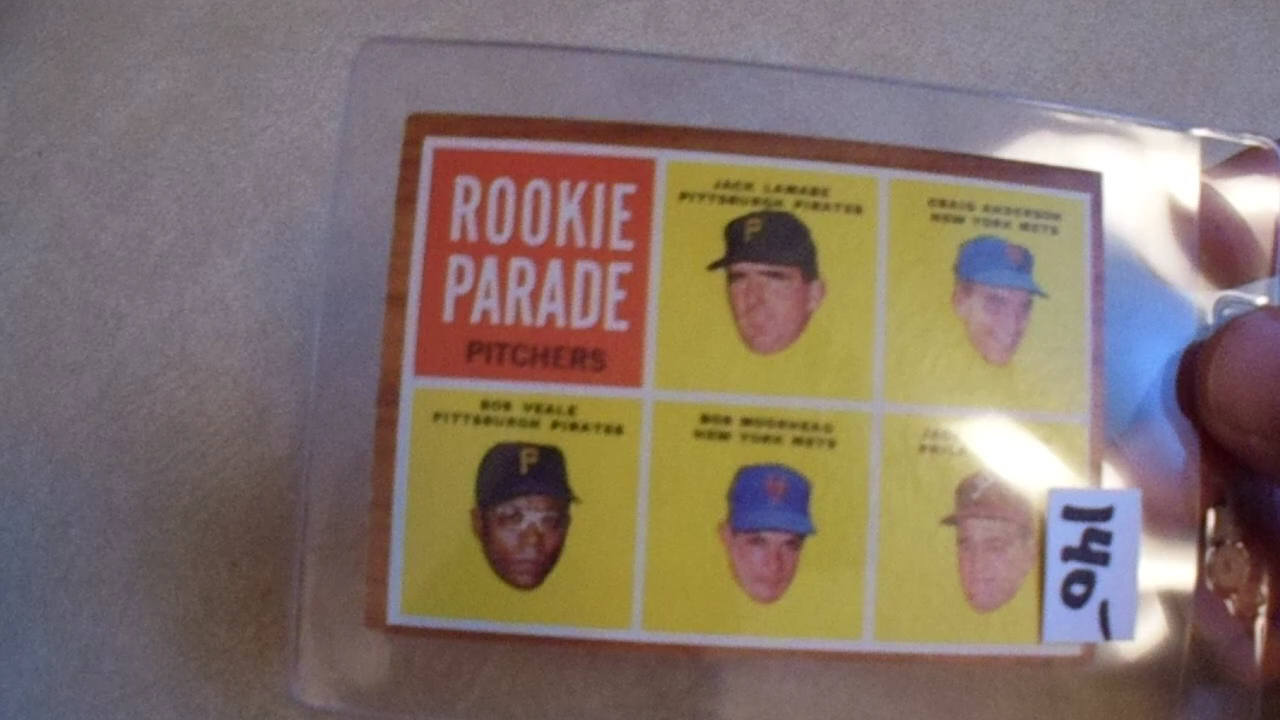 ROOKIE
PARADE
PITCHERS
JACK LAMABE
PITTSBURGH PIRATES
P
CRAIG ANDERSON
NEW YORK METS
BOB VEALE
PITTSBURGH PIRATES
P
BOB MOORHEAD
NEW YORK METS
140